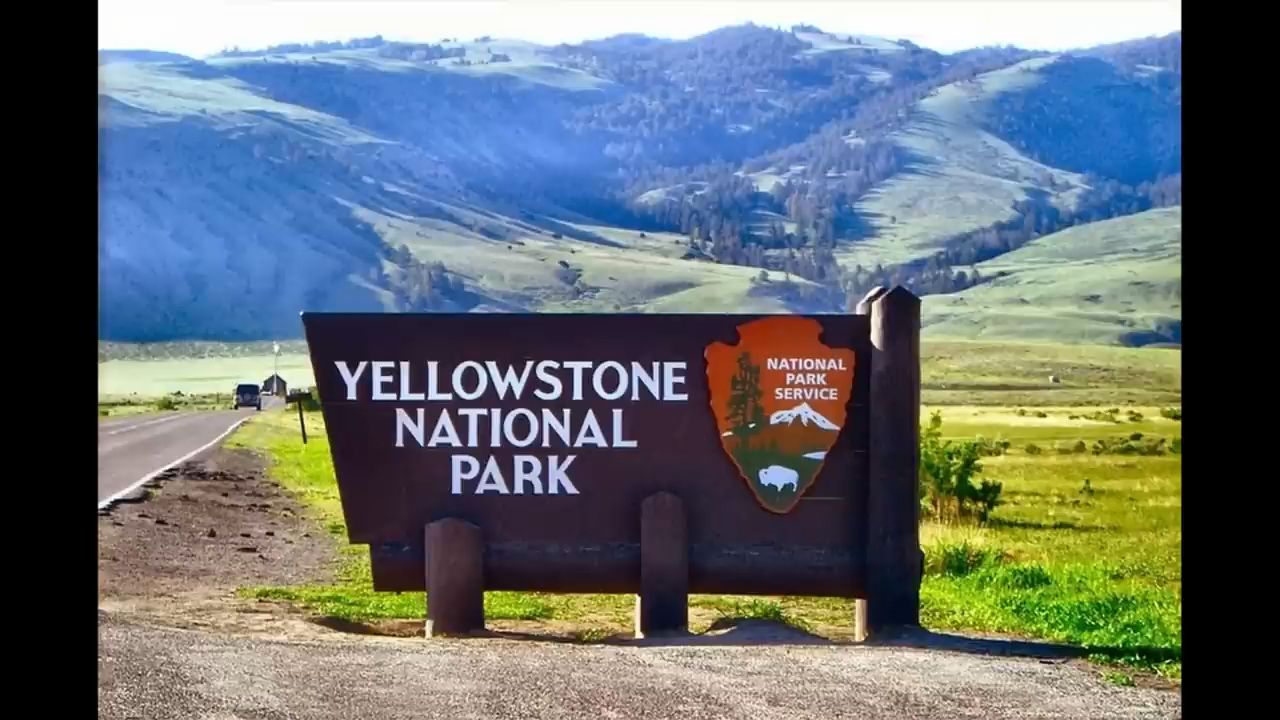 YELLOWSTONE
NATIONAL
PARK
NATIONAL
PARK
SERVICE